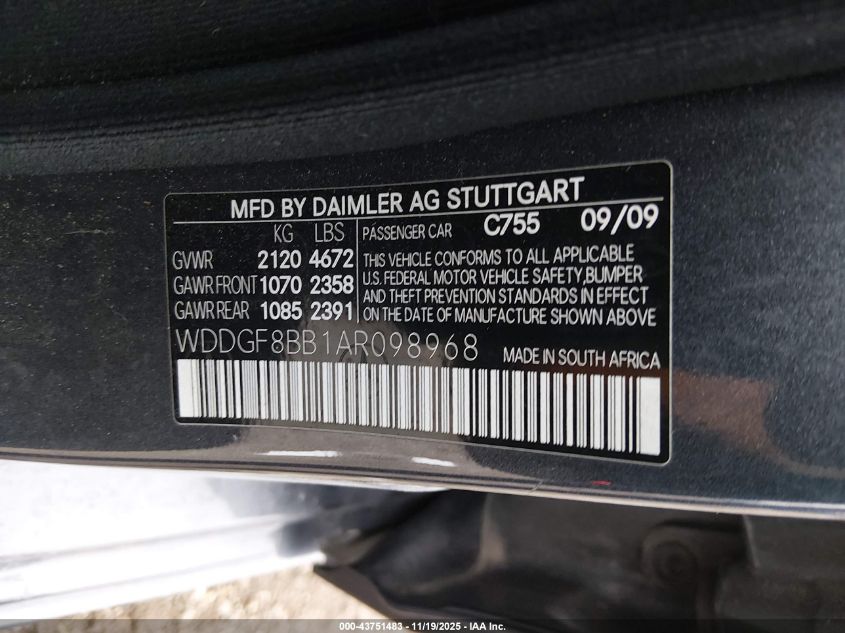 MFD BY DAIMLER AG STUTTGART
KG LBS
GVWR 2120 4672
GAWR FRONT 1070 2358
GAWR REAR 1085 2391
PASSENGER CAR C755 09/09
THIS VEHICLE CONFORMS TO ALL APPLICABLE
U.S. FEDERAL MOTOR VEHICLE SAFETY,BUMPER
AND THEFT PREVENTION STANDARDS IN EFFECT
ON THE DATE OF MANUFACTURE SHOWN ABOVE
WDDGF8BB1AR098968
MADE IN SOUTH AFRICA
000-43751483 - 11/19/2025 - IAA Inc.